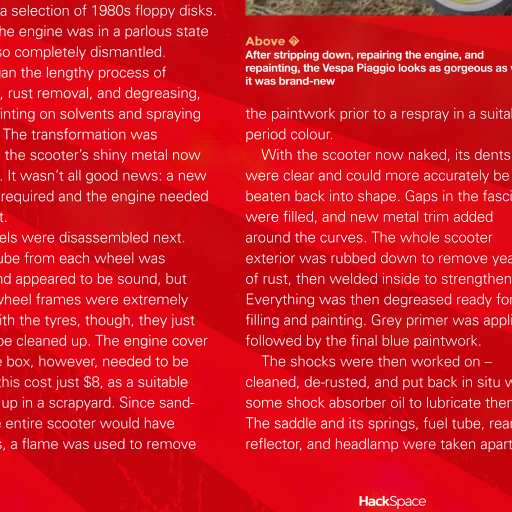 a selection of 1980s floppy disks.
he engine was in a parlous state
so completely dismantled.
an the lengthy process of
, rust removal, and degreasing,
inting on solvents and spraying
The transformation was
the scooter's shiny metal now
. It wasn't all good news: a new
required and the engine needed
t.
els were disassembled next.
ube from each wheel was
nd appeared to be sound, but
wheel frames were extremely
ith the tyres, though, they just
be cleaned up. The engine cover
e box, however, needed to be
this cost just $8, as a suitable
up in a scrapyard. Since sand-
e entire scooter would have
s, a flame was used to remove
Above
After stripping down, repairing the engine, and
repainting, the Vespa Piaggio looks as gorgeous as
it was brand-new
the paintwork prior to a respray in a suita
period colour.
With the scooter now naked, its dents
were clear and could more accurately be
beaten back into shape. Gaps in the fasci
were filled, and new metal trim added
around the curves. The whole scooter
exterior was rubbed down to remove yea
of rust, then welded inside to strengthen
Everything was then degreased ready for
filling and painting. Grey primer was appli
followed by the final blue paintwork.
The shocks were then worked on –
cleaned, de-rusted, and put back in situ w
some shock absorber oil to lubricate ther
The saddle and its springs, fuel tube, rear
reflector, and headlamp were taken apart
HackSpace